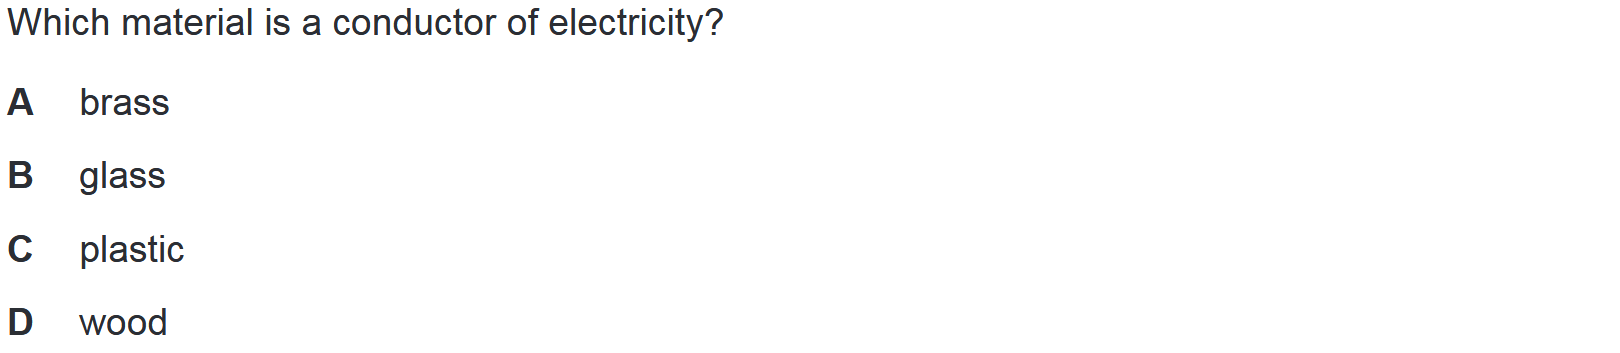 Which material is a conductor of electricity?
A brass
B glass
C plastic
D wood